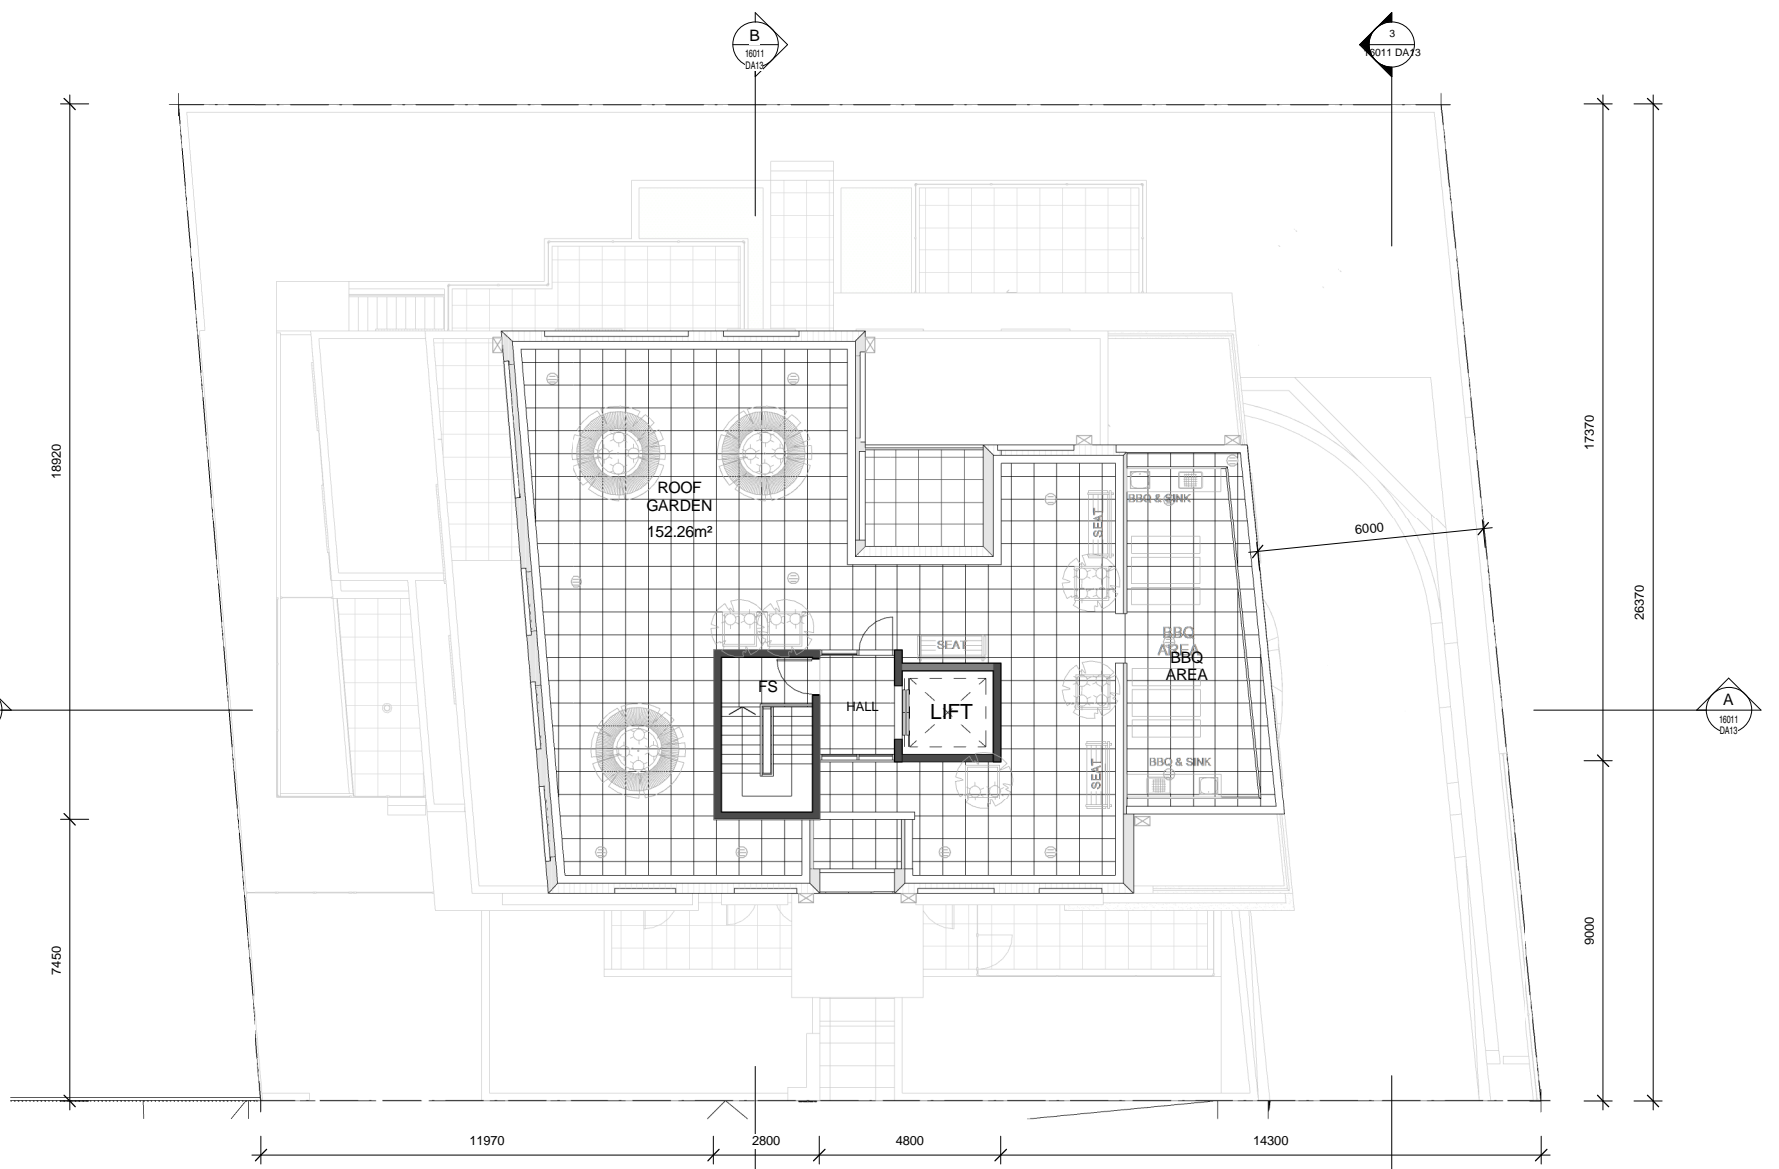 B
16011
DA13
3
16011 DA13
18920
17370
26370
ROOF
GARDEN
152.26m²
BBQ & SINK
SEAT
6000
BBQ
AREA
BBQ
AREA
SEAT
FS
HALL
LIFT
A
16011
DA13
BBQ & SINK
SEAT
7450
9000
11970
2800
4800
14300